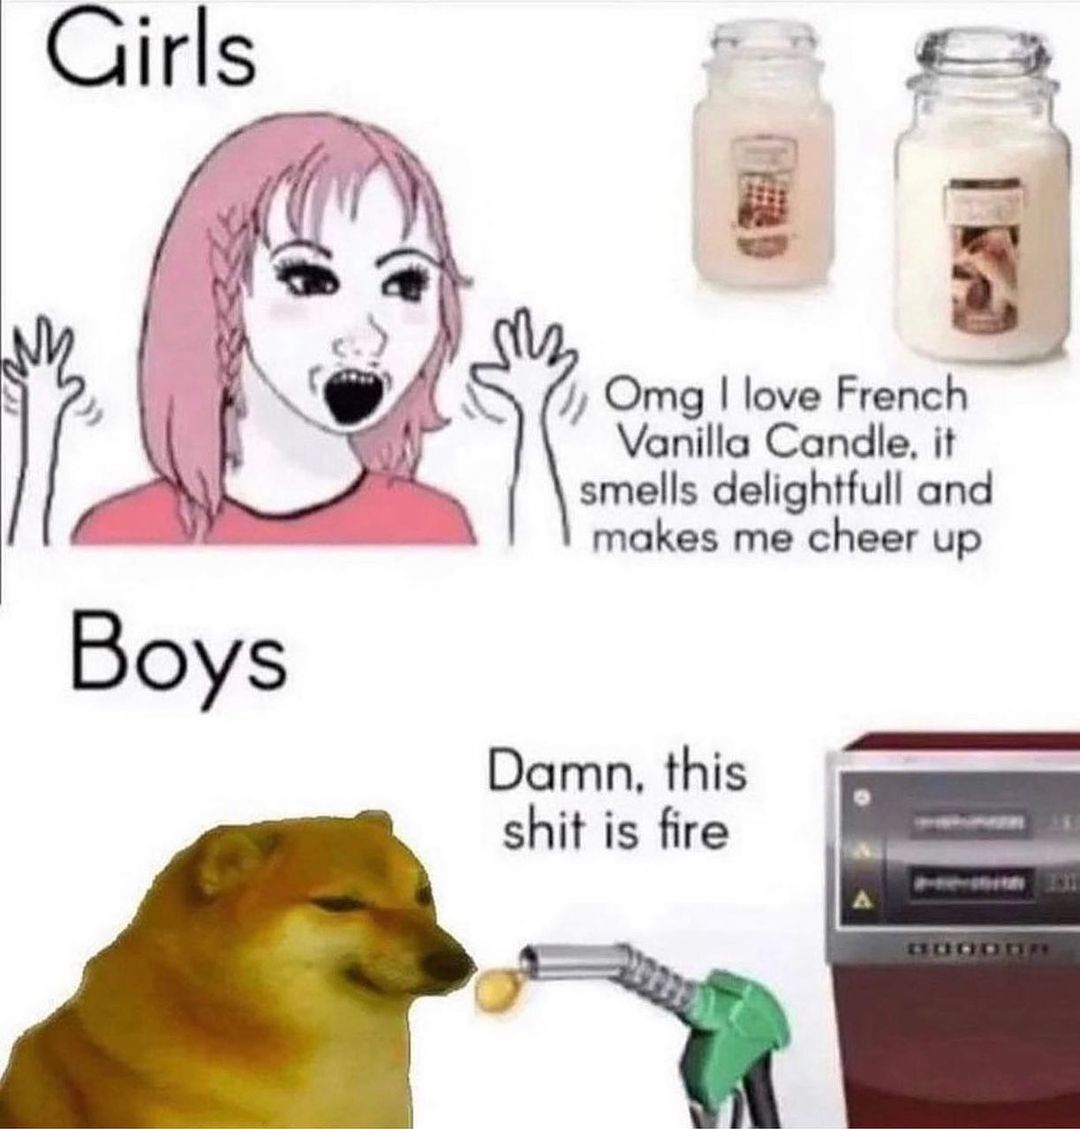 Girls
Omg I love French
Vanilla Candle, it
smells delightfull and
makes me cheer up
Boys
Damn, this
shit is fire